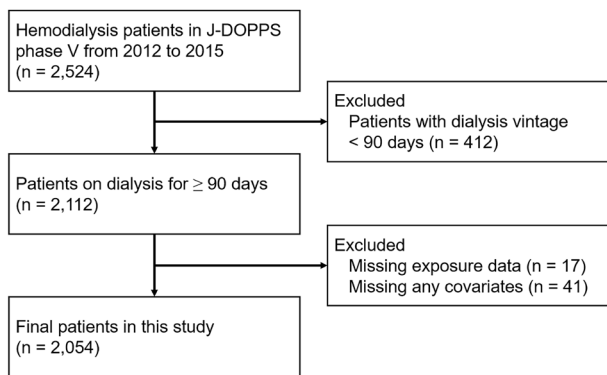 Hemodialysis patients in J-DOPPS
phase V from 2012 to 2015
(n = 2,524)
Excluded
Patients with dialysis vintage
< 90 days (n = 412)
Patients on dialysis for ≥ 90 days
(n = 2,112)
Excluded
Missing exposure data (n = 17)
Missing any covariates (n = 41)
Final patients in this study
(n = 2,054)